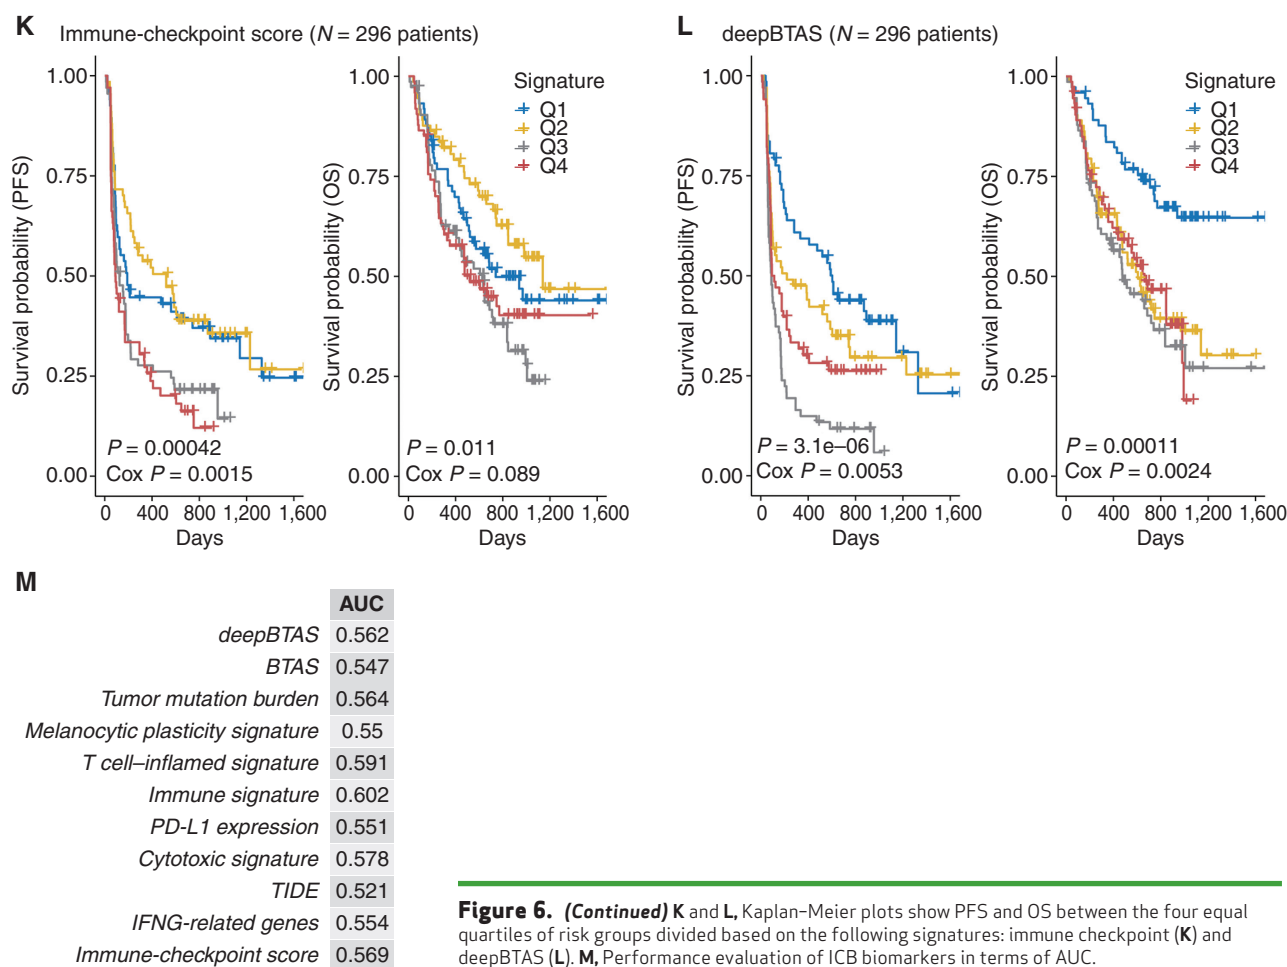 K Immune-checkpoint score (N = 296 patients)
Survival probability (PFS)
1.00
0.75
0.50
0.25
0.00
P = 0.00042
Cox P = 0.0015
0 400 800 1,200 1,600
Days
Survival probability (OS)
1.00
0.75
0.50
0.25
0.00
Signature
Q1
Q2
Q3
Q4
P = 0.011
Cox P = 0.089
0 400 800 1,200 1,600
Days
L deepBTAS (N = 296 patients)
Survival probability (PFS)
1.00
0.75
0.50
0.25
0.00
P = 3.1e–06
Cox P = 0.0053
0 400 800 1,200 1,600
Days
Survival probability (OS)
1.00
0.75
0.50
0.25
0.00
Signature
Q1
Q2
Q3
Q4
P = 0.00011
Cox P = 0.0024
0 400 800 1,200 1,600
Days
M
AUC
deepBTAS 0.562
BTAS 0.547
Tumor mutation burden 0.564
Melanocytic plasticity signature 0.55
T cell–inflamed signature 0.591
Immune signature 0.602
PD-L1 expression 0.551
Cytotoxic signature 0.578
TIDE 0.521
IFNG-related genes 0.554
Immune-checkpoint score 0.569
Figure 6. (Continued) K and L, Kaplan–Meier plots show PFS and OS between the four equal
quartiles of risk groups divided based on the following signatures: immune checkpoint (K) and
deepBTAS (L). M, Performance evaluation of ICB biomarkers in terms of AUC.